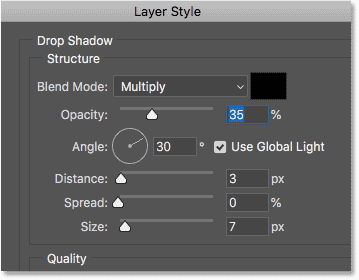 Layer Style
Drop Shadow
Structure
Blend Mode: Multiply
Opacity: 35 %
Angle: 30 ° Use Global Light
Distance: 3 px
Spread: 0 %
Size: 7 px
Quality